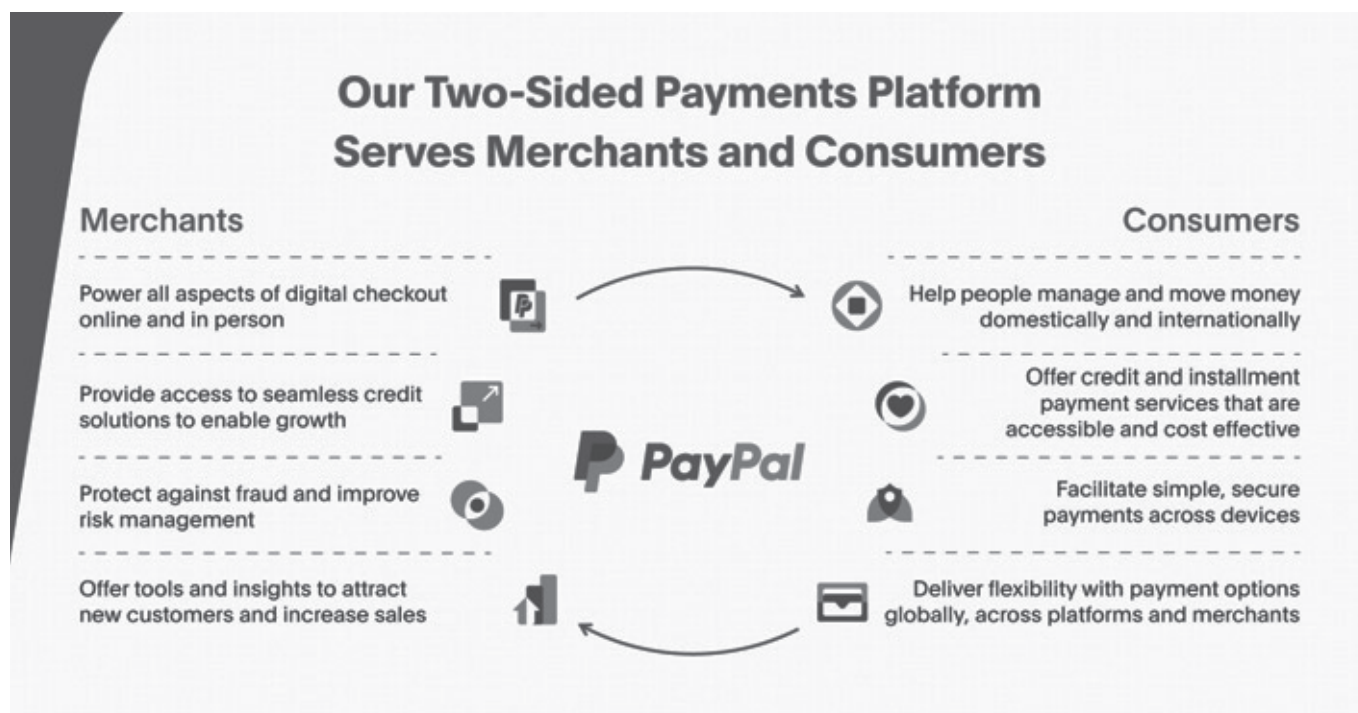 Our Two-Sided Payments Platform
Serves Merchants and Consumers
Merchants
Power all aspects of digital checkout
online and in person
Provide access to seamless credit
solutions to enable growth
Protect against fraud and improve
risk management
Offer tools and insights to attract
new customers and increase sales
PayPal
Consumers
Help people manage and move money
domestically and internationally
Offer credit and installment
payment services that are
accessible and cost effective
Facilitate simple, secure
payments across devices
Deliver flexibility with payment options
globally, across platforms and merchants